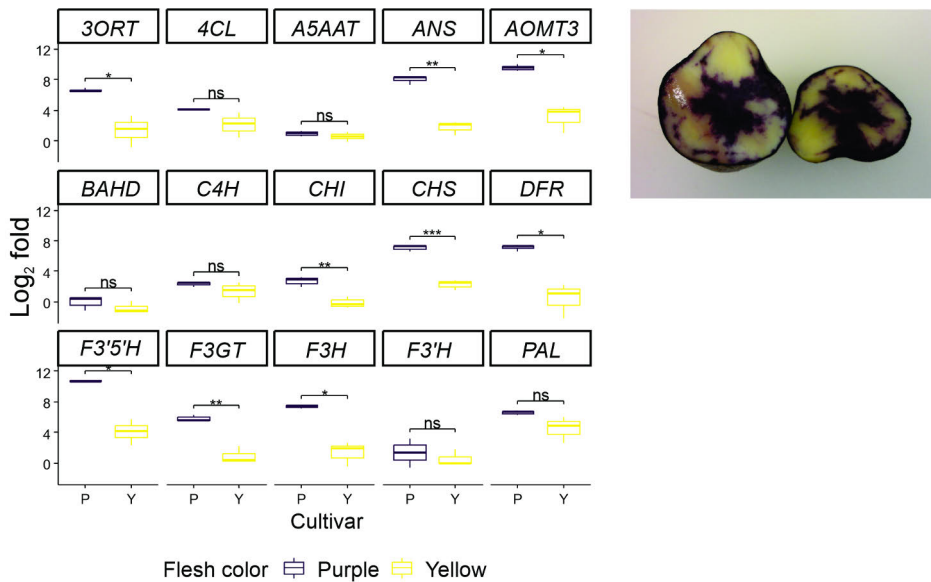 3ORT 4CL A5AAT ANS AOMT3
12
8
4
0
* ns ns ** *
BAHD C4H CHI CHS DFR
12
8
4
0
ns ns ** *** *
F3'5'H F3GT F3H F3'H PAL
12
8
4
0
* ** * ns ns
P Y P Y P Y P Y P Y
Log2 fold
Cultivar
Flesh color Purple Yellow